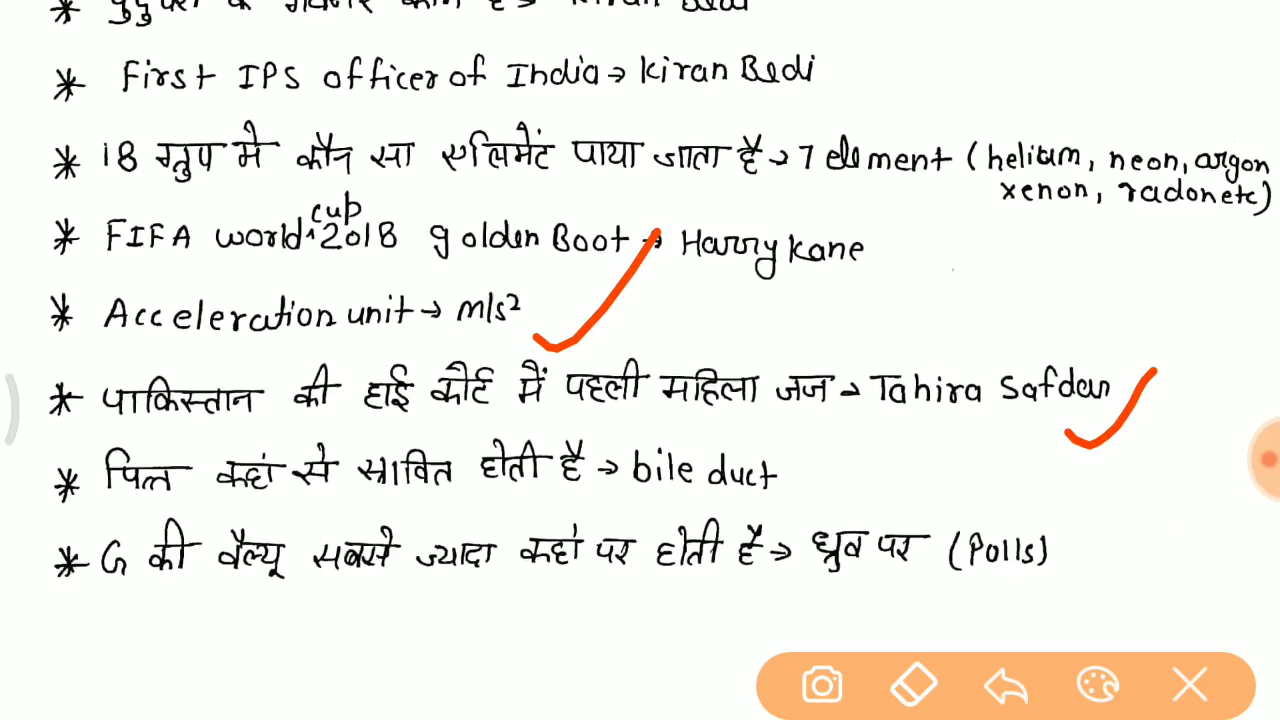 * First IPS officer of India → Kiran Bedi
* 18 ग्रुप मे कौन सा एलिमेंट पाया जाता है → 7 element (helium, neon, argon
xenon, radon etc)
* FIFA world cup 2018 golden Boot → Harry kane
* Acceleration unit → m/s²
* पाकिस्तान की हाई कोर्ट में पहली महिला जज → Tahira Safdar
* पित्त कहां से स्रावित होती है → bile duct
* G की वैल्यू सबसे ज्यादा कहां पर होती है → ध्रुव पर (Polls)